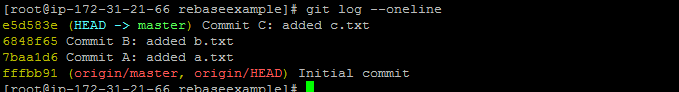 [root@ip-172-31-21-66 rebaseexample]# git log --oneline
e5d583e (HEAD -> master) Commit C: added c.txt
6848f65 Commit B: added b.txt
7baa1d6 Commit A: added a.txt
fffbb91 (origin/master, origin/HEAD) Initial commit
[root@ip-172-31-21-66 rebaseexample]#